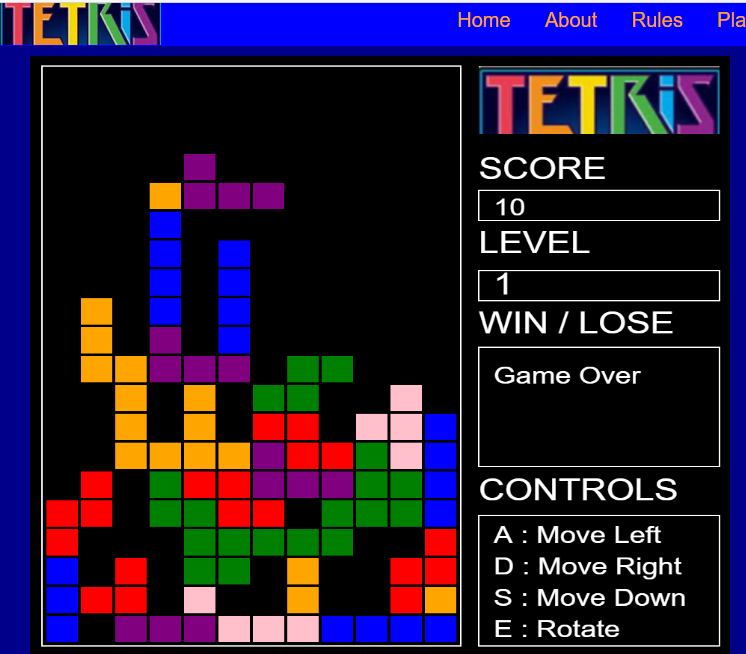 TETRIS
Home About Rules Pla
TETRIS
SCORE
10
LEVEL
1
WIN / LOSE
Game Over
CONTROLS
A : Move Left
D : Move Right
S : Move Down
E : Rotate